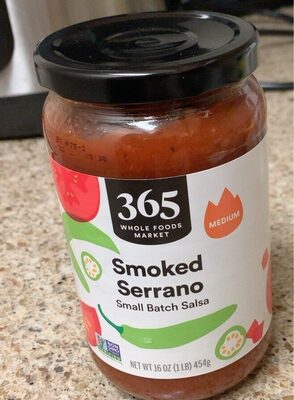 365
WHOLE FOODS
MARKET
MEDIUM
Smoked
Serrano
Small Batch Salsa
NET WT 16 OZ (1 LB) 454g